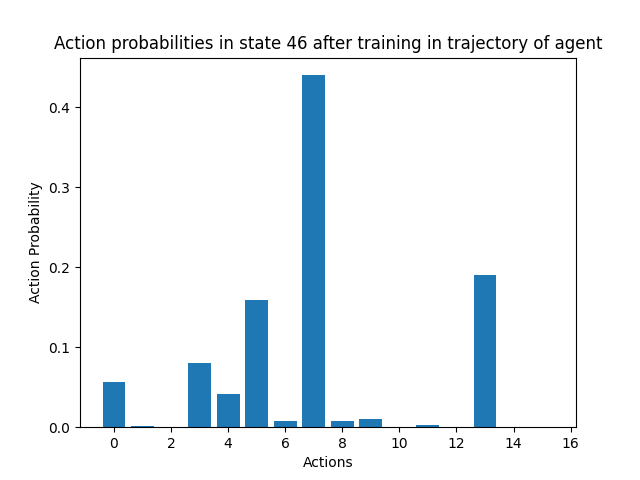 Action probabilities in state 46 after training in trajectory of agent
Action Probability
0.4
0.3
0.2
0.1
0.0
0 2 4 6 8 10 12 14 16
Actions